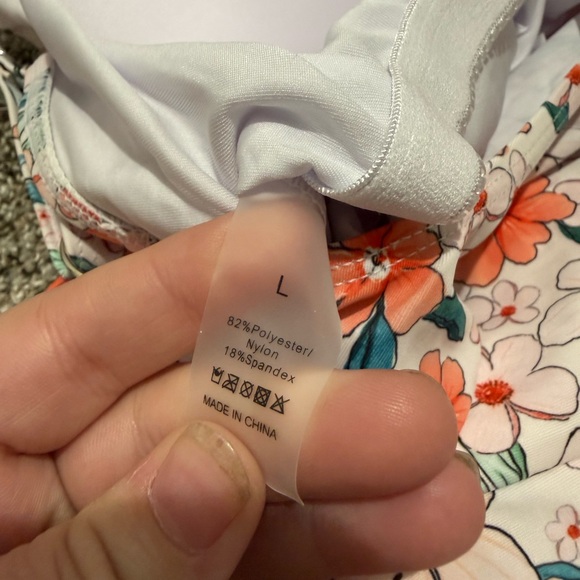 L
82%Polyester/
Nylon
18%Spandex
MADE IN CHINA